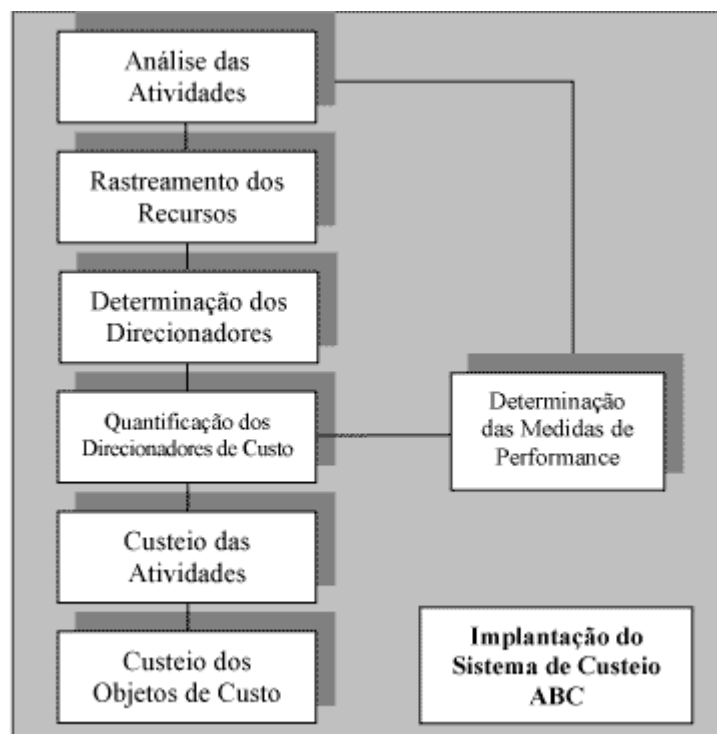 Análise das
Atividades
Rastreamento dos
Recursos
Determinação dos
Direcionadores
Quantificação dos
Direcionadores de Custo
Determinação
das Medidas de
Performance
Custeio das
Atividades
Custeio dos
Objetos de Custo
Implantação do
Sistema de Custeio
ABC